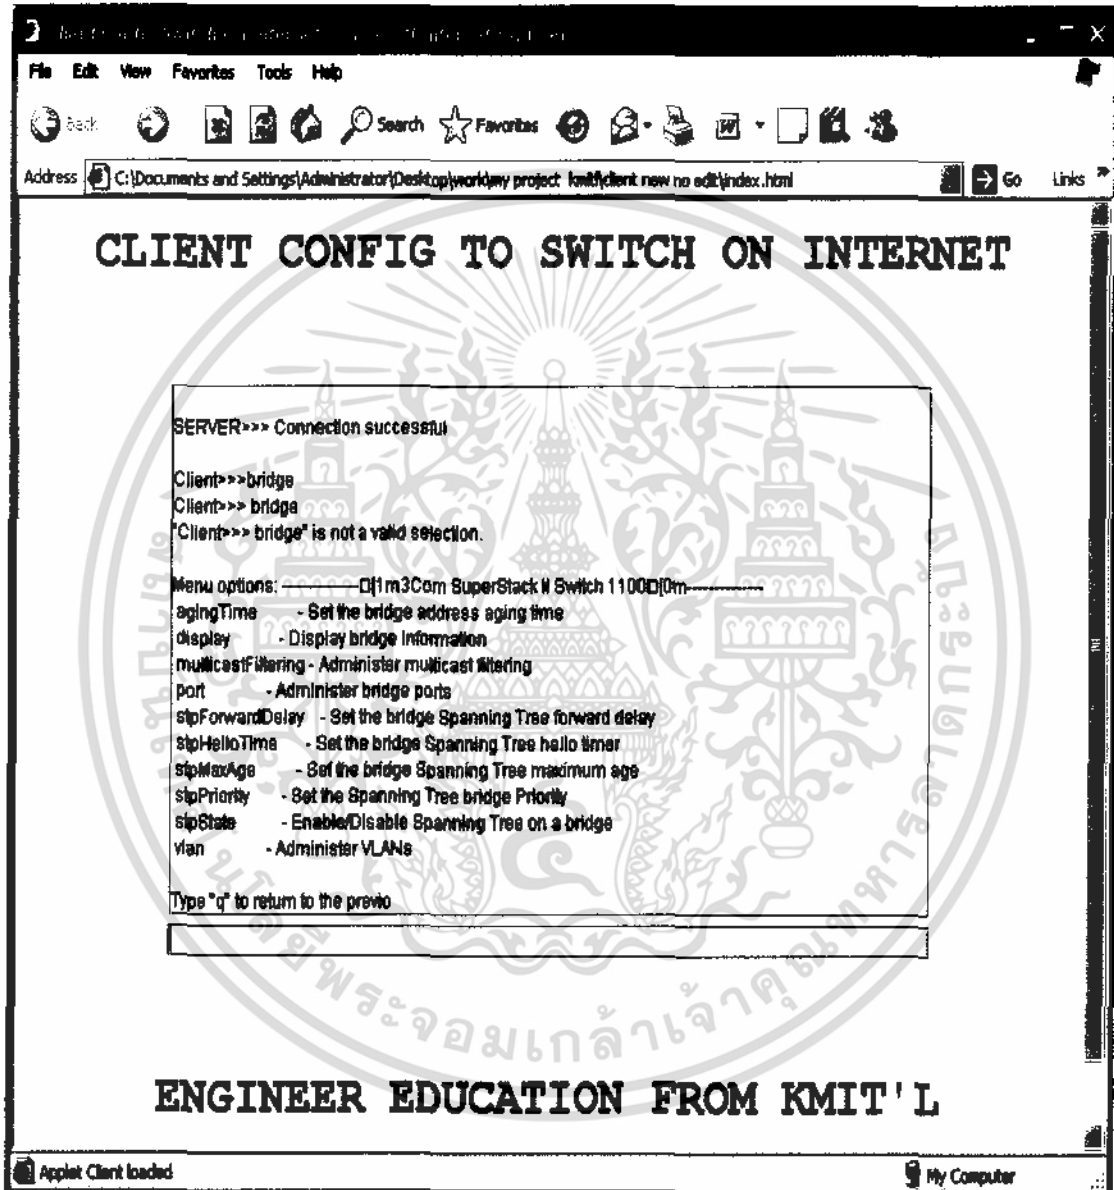 File Edit View Favorites Tools Help
Back Search Favorites
Address C:\Documents and Settings\Administrator\Desktop\world\my project kmitl\client new no edit\index.html Go Links
CLIENT CONFIG TO SWITCH ON INTERNET
SERVER>>> Connection successful
Client>>>bridge
Client>>> bridge
"Client>>> bridge" is not a valid selection.
Menu options: --------------□[1m3Com SuperStack II Switch 1100□[0m--------------
agingTime - Set the bridge address aging time
display - Display bridge information
multicastFiltering - Administer multicast filtering
port - Administer bridge ports
stpForwardDelay - Set the bridge Spanning Tree forward delay
stpHelloTime - Set the bridge Spanning Tree hello timer
stpMaxAge - Set the bridge Spanning Tree maximum age
stpPriority - Set the Spanning Tree bridge Priority
stpState - Enable/Disable Spanning Tree on a bridge
vlan - Administer VLANs
Type "q" to return to the previo
ENGINEER EDUCATION FROM KMIT'L
Applet Client loaded My Computer